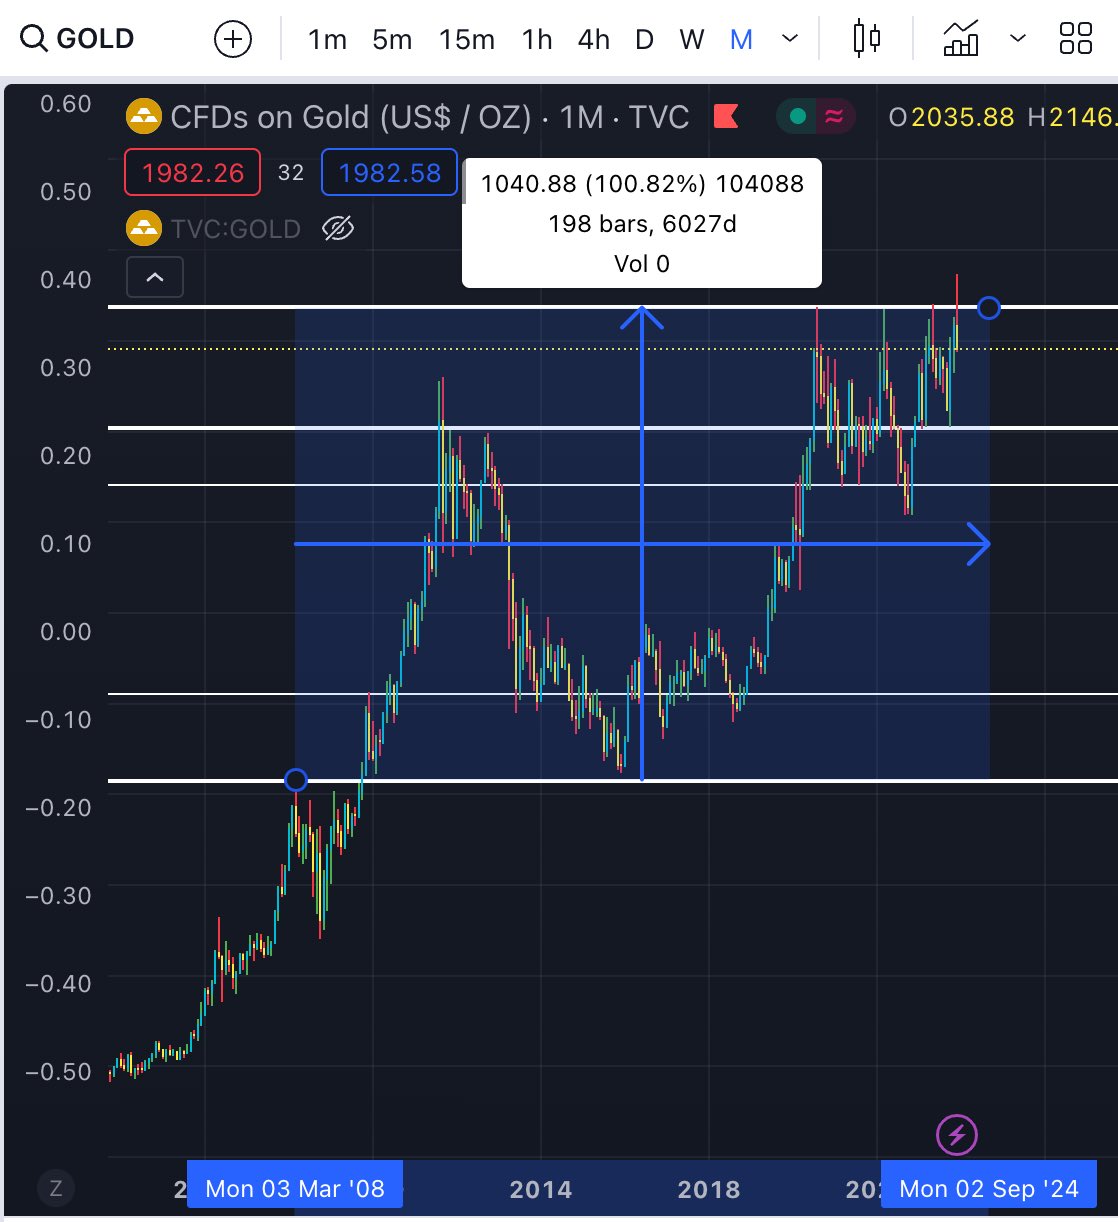 GOLD 1m 5m 15m 1h 4h D W M
0.60
CFDs on Gold (US$ / OZ) · 1M · TVC O2035.88 H2146.
1982.26 32 1982.58
0.50
1040.88 (100.82%) 104088
198 bars, 6027d
Vol 0
TVC:GOLD
0.40
0.30
0.20
0.10
0.00
−0.10
−0.20
−0.30
−0.40
−0.50
Z Mon 03 Mar '08 2014 2018 Mon 02 Sep '24